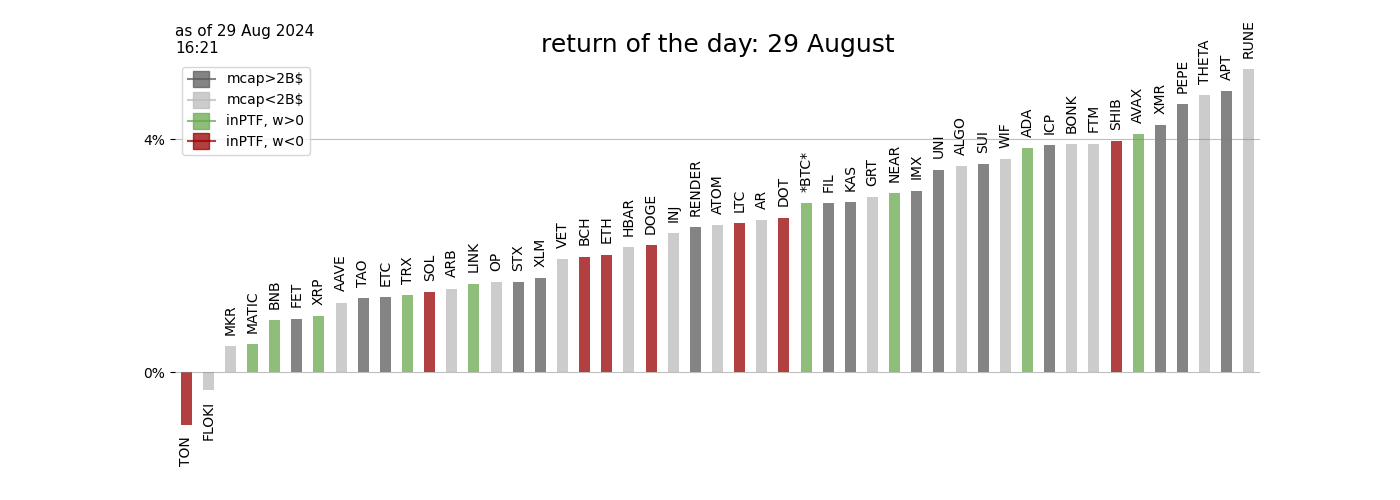 as of 29 Aug 2024
16:21
return of the day: 29 August
mcap>2B$
mcap<2B$
inPTF, w>0
inPTF, w<0
4%
0%
TON
FLOKI
MKR
MATIC
BNB
FET
XRP
AAVE
TAO
ETC
TRX
SOL
ARB
LINK
OP
STX
XLM
VET
BCH
ETH
HBAR
DOGE
INJ
RENDER
ATOM
LTC
AR
DOT
*BTC*
FIL
KAS
GRT
NEAR
IMX
UNI
ALGO
SUI
WIF
ADA
ICP
BONK
FTM
SHIB
AVAX
XMR
PEPE
THETA
APT
RUNE